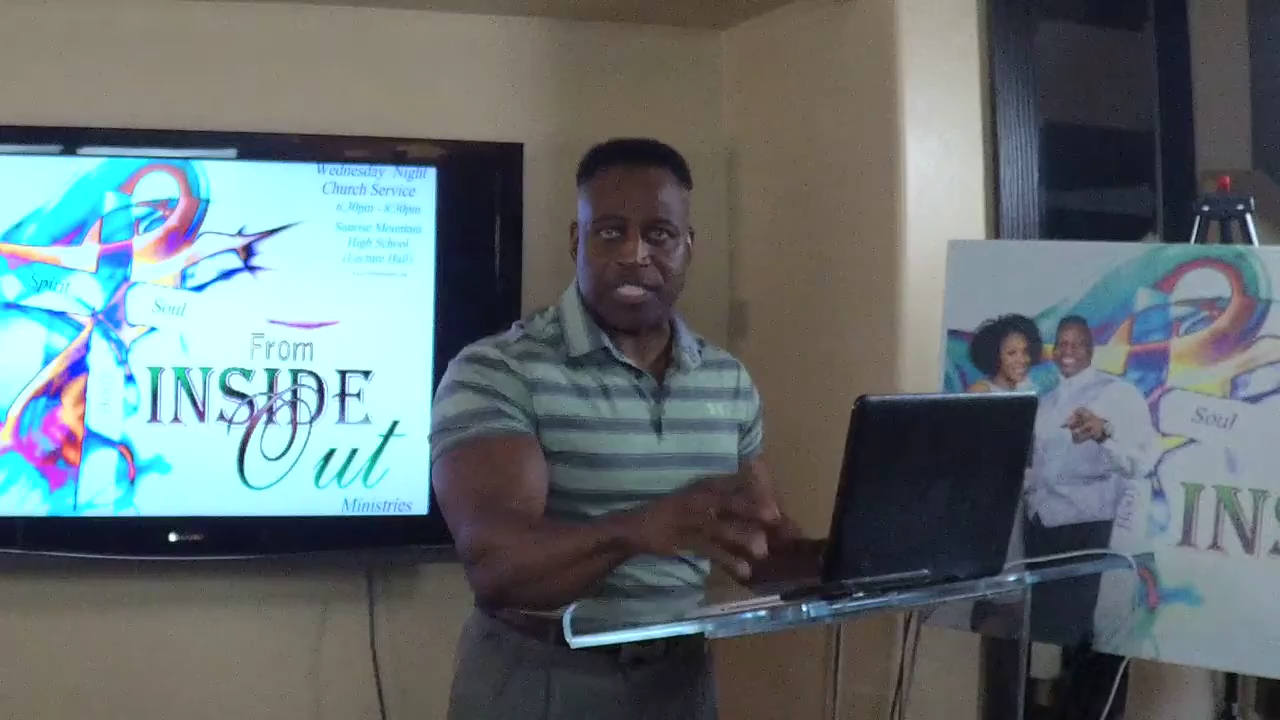 Wednesday Night
Church Service
6:30pm - 8:30pm
Sunrise Mountain
High School
(Lecture Hall)
Spirit
Soul
From
INSIDE
Out
Ministries
Soul
Body
INS